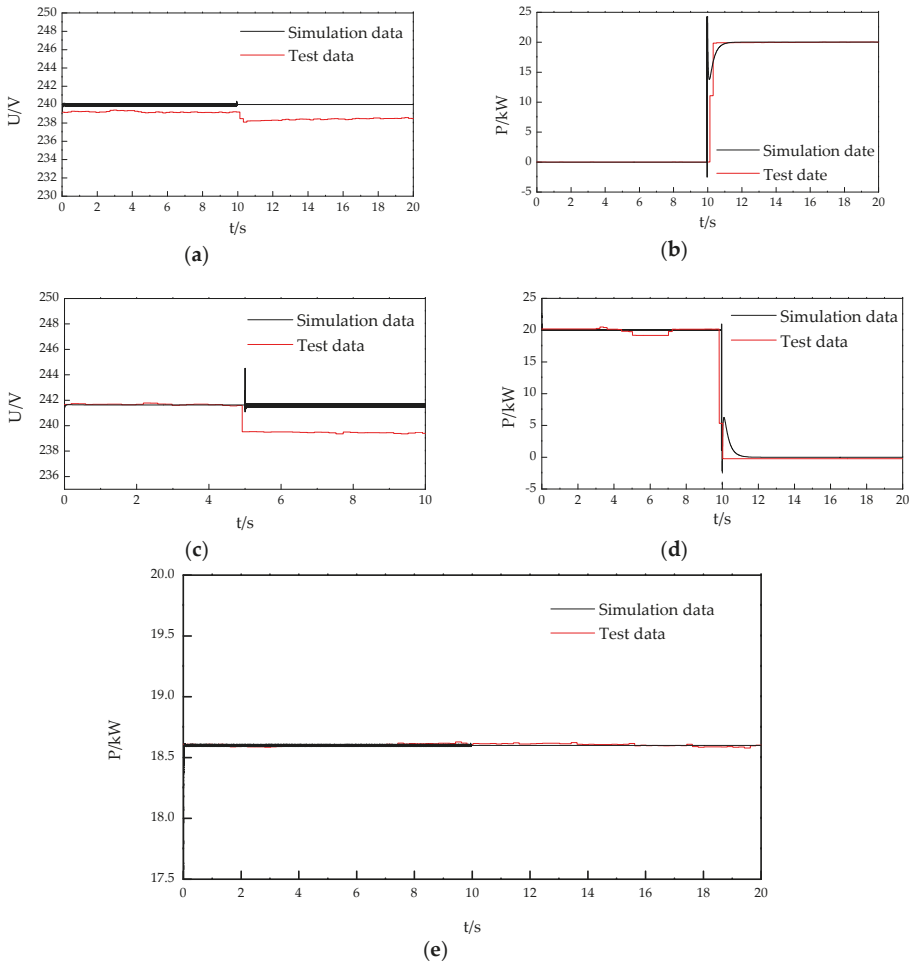 250
248
246
244
242
240
238
236
234
232
230
U/V
Simulation data
Test data
0 2 4 6 8 10 12 14 16 18 20
t/s
(a)
25
20
15
10
5
0
-5
P/kW
Simulation date
Test date
0 2 4 6 8 10 12 14 16 18 20
t/s
(b)
250
248
246
244
242
240
238
236
U/V
Simulation data
Test data
0 2 4 6 8 10
t/s
(c)
25
20
15
10
5
0
-5
P/kW
Simulation data
Test data
0 2 4 6 8 10 12 14 16 18 20
t/s
(d)
20.0
19.5
19.0
18.5
18.0
17.5
P/kW
Simulation data
Test data
0 2 4 6 8 10 12 14 16 18 20
t/s
(e)